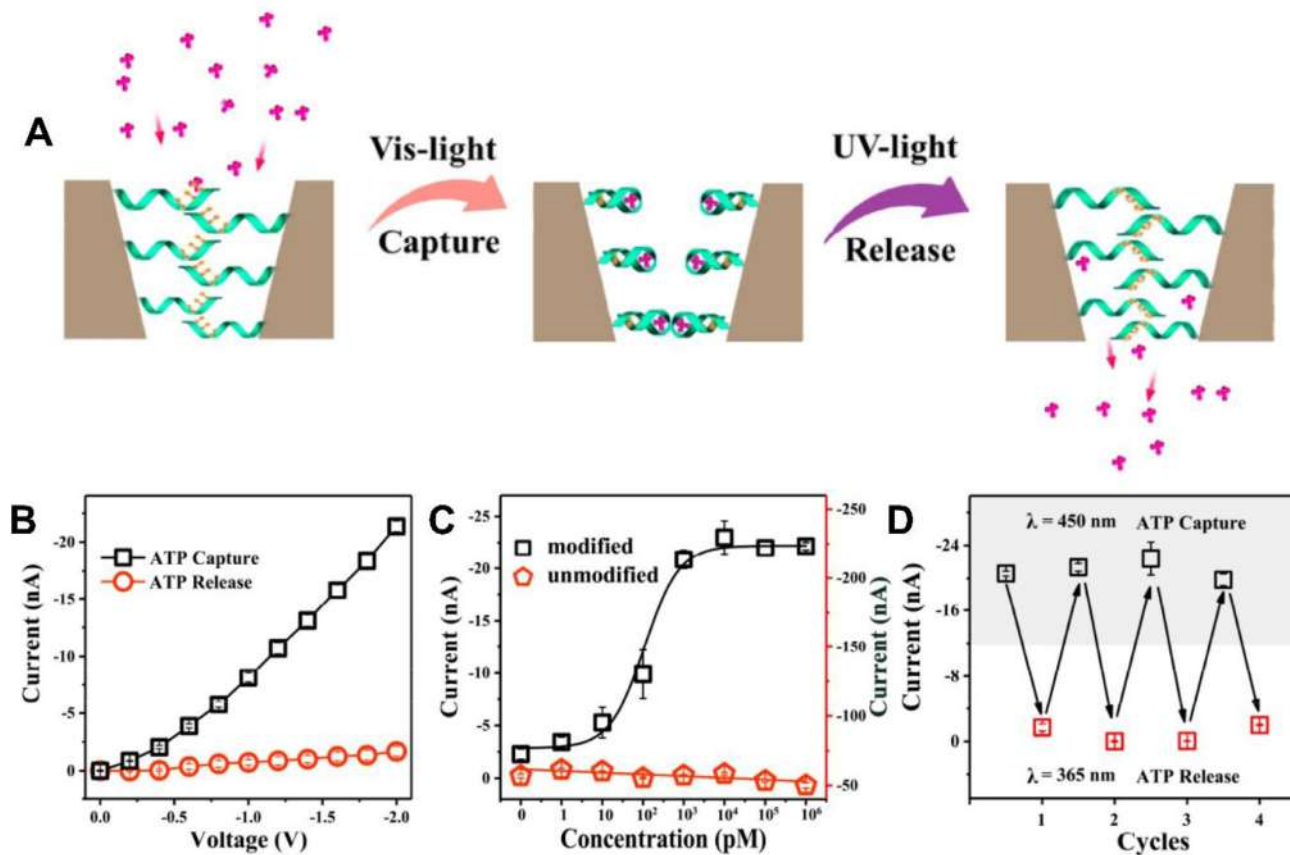 A
Vis-light
Capture
UV-light
Release
B
Current (nA)
-20
-15
-10
-5
0
ATP Capture
ATP Release
0.0 -0.5 -1.0 -1.5 -2.0
Voltage (V)
C
Current (nA)
-25
-20
-15
-10
-5
0
modified
unmodified
-250
-200
-150
-100
-50
Current (nA)
0 1 10 10² 10³ 10⁴ 10⁵ 10⁶
Concentration (pM)
D
Current (nA)
-24
-16
-8
0
λ = 450 nm ATP Capture
λ = 365 nm ATP Release
1 2 3 4
Cycles